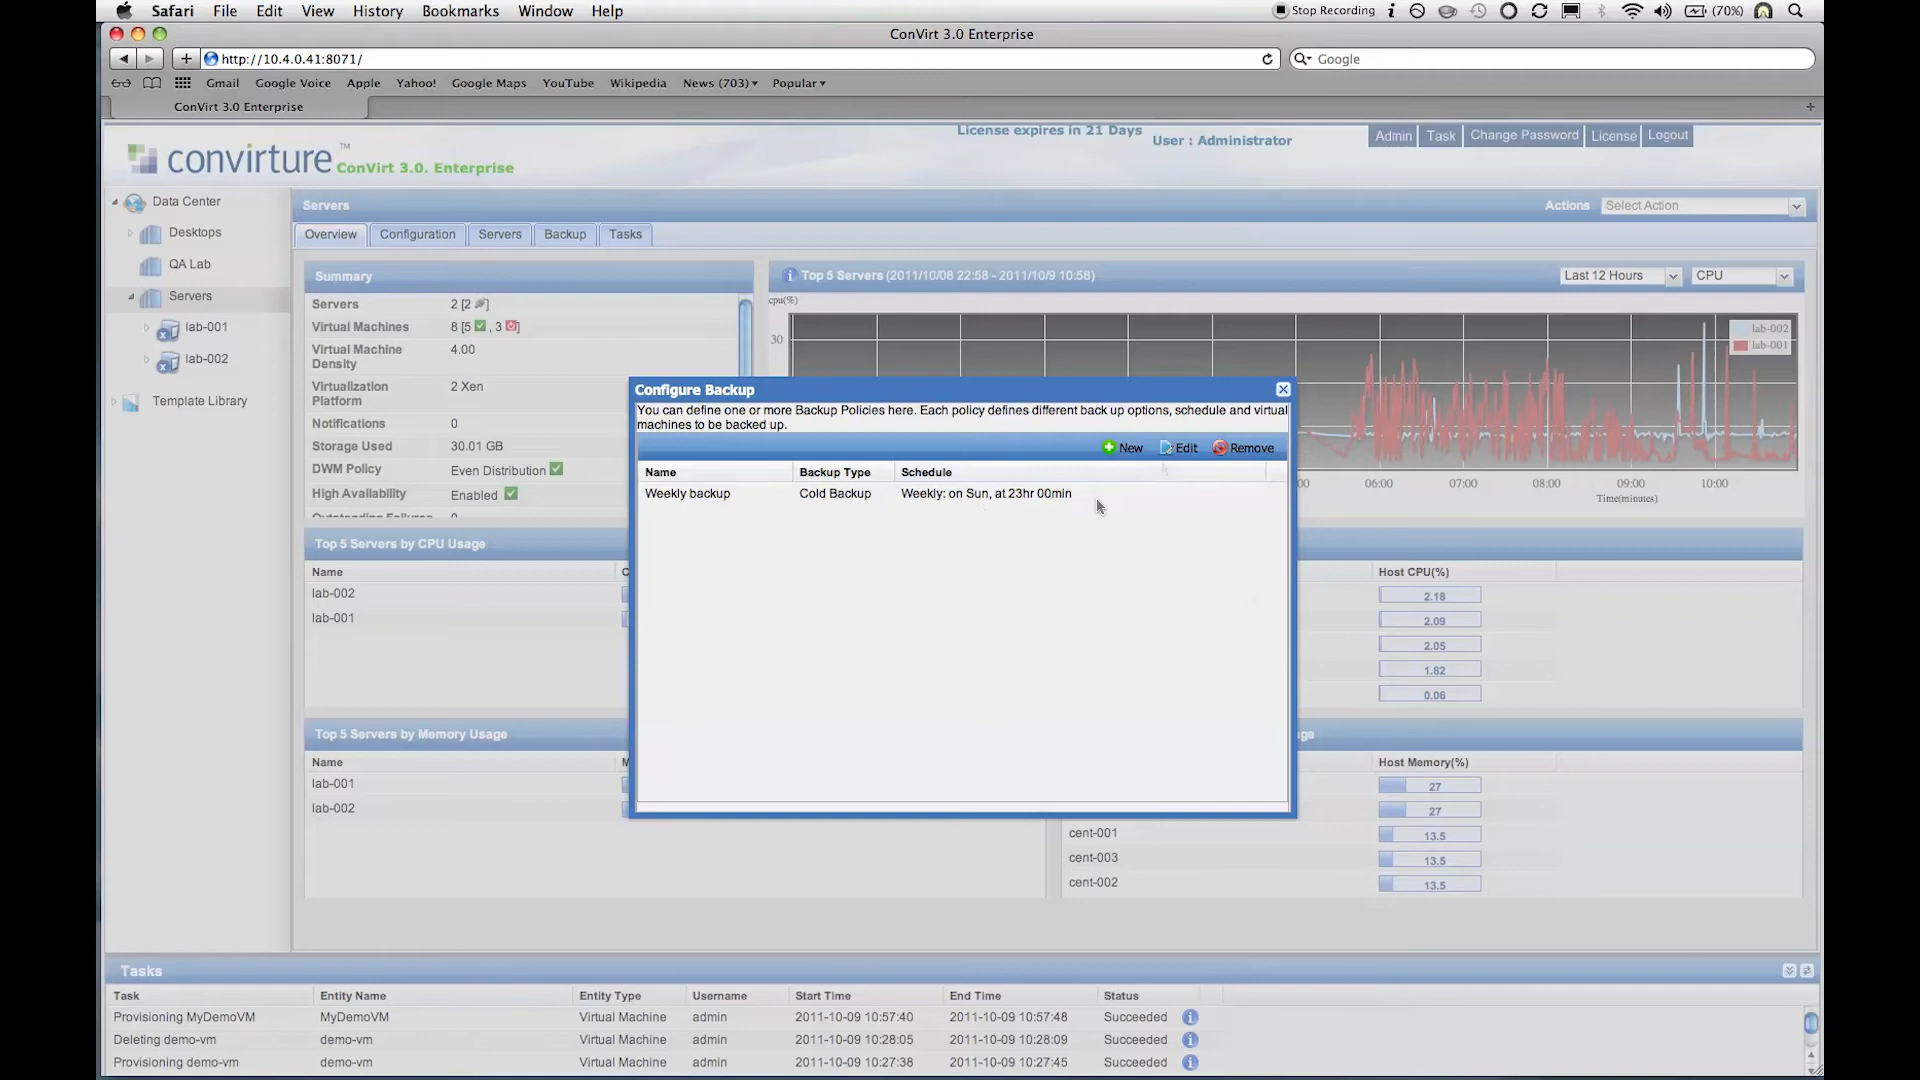 Safari File Edit View History Bookmarks Window Help Stop Recording (70%)
ConVirt 3.0 Enterprise
http://10.4.0.41:8071/ Google
Gmail Google Voice Apple Yahoo! Google Maps YouTube Wikipedia News (703) Popular
ConVirt 3.0 Enterprise
License expires in 21 Days
User : Administrator
Admin Task Change Password License Logout
convirture™ ConVirt 3.0. Enterprise
Data Center
Desktops
QA Lab
Servers
lab-001
lab-002
Template Library
Servers Actions Select Action
Overview Configuration Servers Backup Tasks
Summary
Servers 2 [2 ]
Virtual Machines 8 [5 , 3 ]
Virtual Machine Density 4.00
Virtualization Platform 2 Xen
Notifications 0
Storage Used 30.01 GB
DWM Policy Even Distribution
High Availability Enabled
Top 5 Servers (2011/10/08 22:58 - 2011/10/9 10:58) Last 12 Hours CPU
cpu(%)
30
lab-002
lab-001
00 06:00 07:00 08:00 09:00 10:00
Time(minutes)
Configure Backup
You can define one or more Backup Policies here. Each policy defines different back up options, schedule and virtual
machines to be backed up.
New Edit Remove
Name Backup Type Schedule
Weekly backup Cold Backup Weekly: on Sun, at 23hr 00min
Top 5 Servers by CPU Usage
Name C
lab-002
lab-001
Host CPU(%)
2.18
2.09
2.05
1.82
0.06
Top 5 Servers by Memory Usage
Name M
lab-001
lab-002
ge
Host Memory(%)
27
27
cent-001 13.5
cent-003 13.5
cent-002 13.5
Tasks
Task Entity Name Entity Type Username Start Time End Time Status
Provisioning MyDemoVM MyDemoVM Virtual Machine admin 2011-10-09 10:57:40 2011-10-09 10:57:48 Succeeded
Deleting demo-vm demo-vm Virtual Machine admin 2011-10-09 10:28:05 2011-10-09 10:28:09 Succeeded
Provisioning demo-vm demo-vm Virtual Machine admin 2011-10-09 10:27:38 2011-10-09 10:27:45 Succeeded